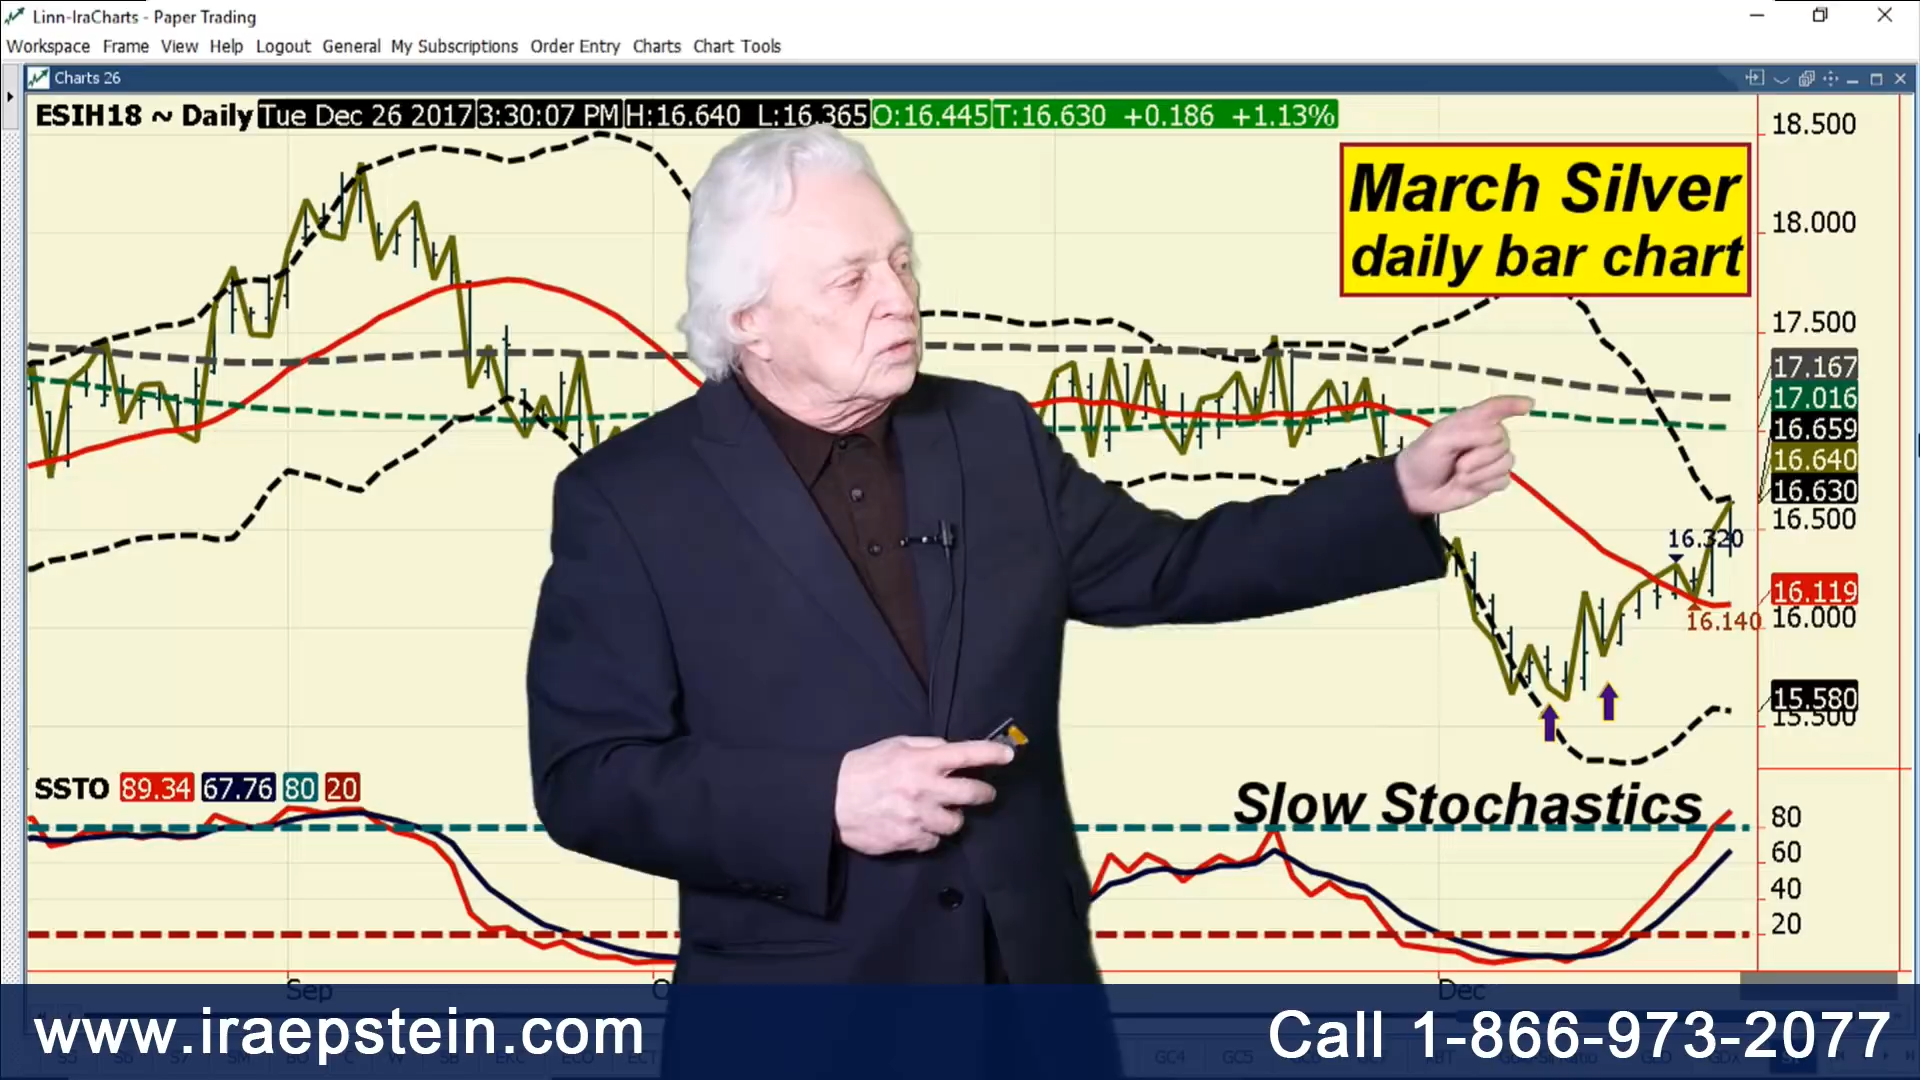 Linn-IraCharts - Paper Trading
Workspace Frame View Help Logout General My Subscriptions Order Entry Charts Chart Tools
Charts 26
ESIH18 ~ Daily Tue Dec 26 2017 3:30:07 PM H:16.640 L:16.365 O:16.445 T:16.630 +0.186 +1.13%
18.500
March Silver
daily bar chart
18.000
17.500
17.167
17.016
16.659
16.640
16.630
16.500
16.320
16.119
16.140
16.000
15.580
15.500
SSTO 89.34 67.76 80 20
Slow Stochastics
80
60
40
20
Sep
Dec
www.iraepstein.com
Call 1-866-973-2077
GC4 GC5